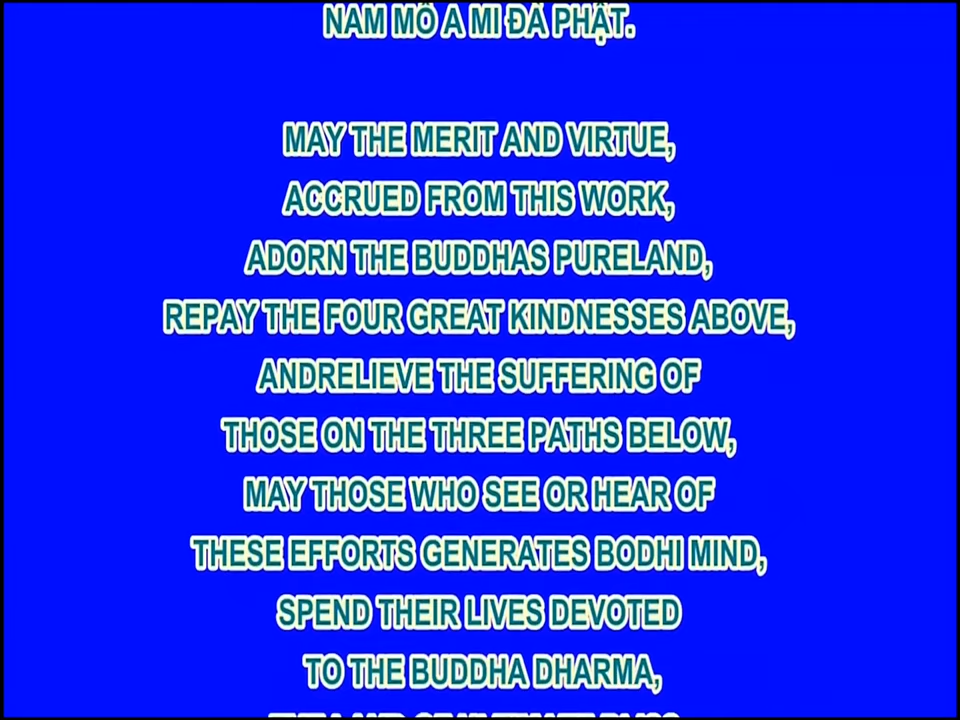 NAM MÔ A MI ĐÀ PHẬT.
MAY THE MERIT AND VIRTUE,
ACCRUED FROM THIS WORK,
ADORN THE BUDDHAS PURELAND,
REPAY THE FOUR GREAT KINDNESSES ABOVE,
ANDRELIEVE THE SUFFERING OF
THOSE ON THE THREE PATHS BELOW,
MAY THOSE WHO SEE OR HEAR OF
THESE EFFORTS GENERATES BODHI MIND,
SPEND THEIR LIVES DEVOTED
TO THE BUDDHA DHARMA,